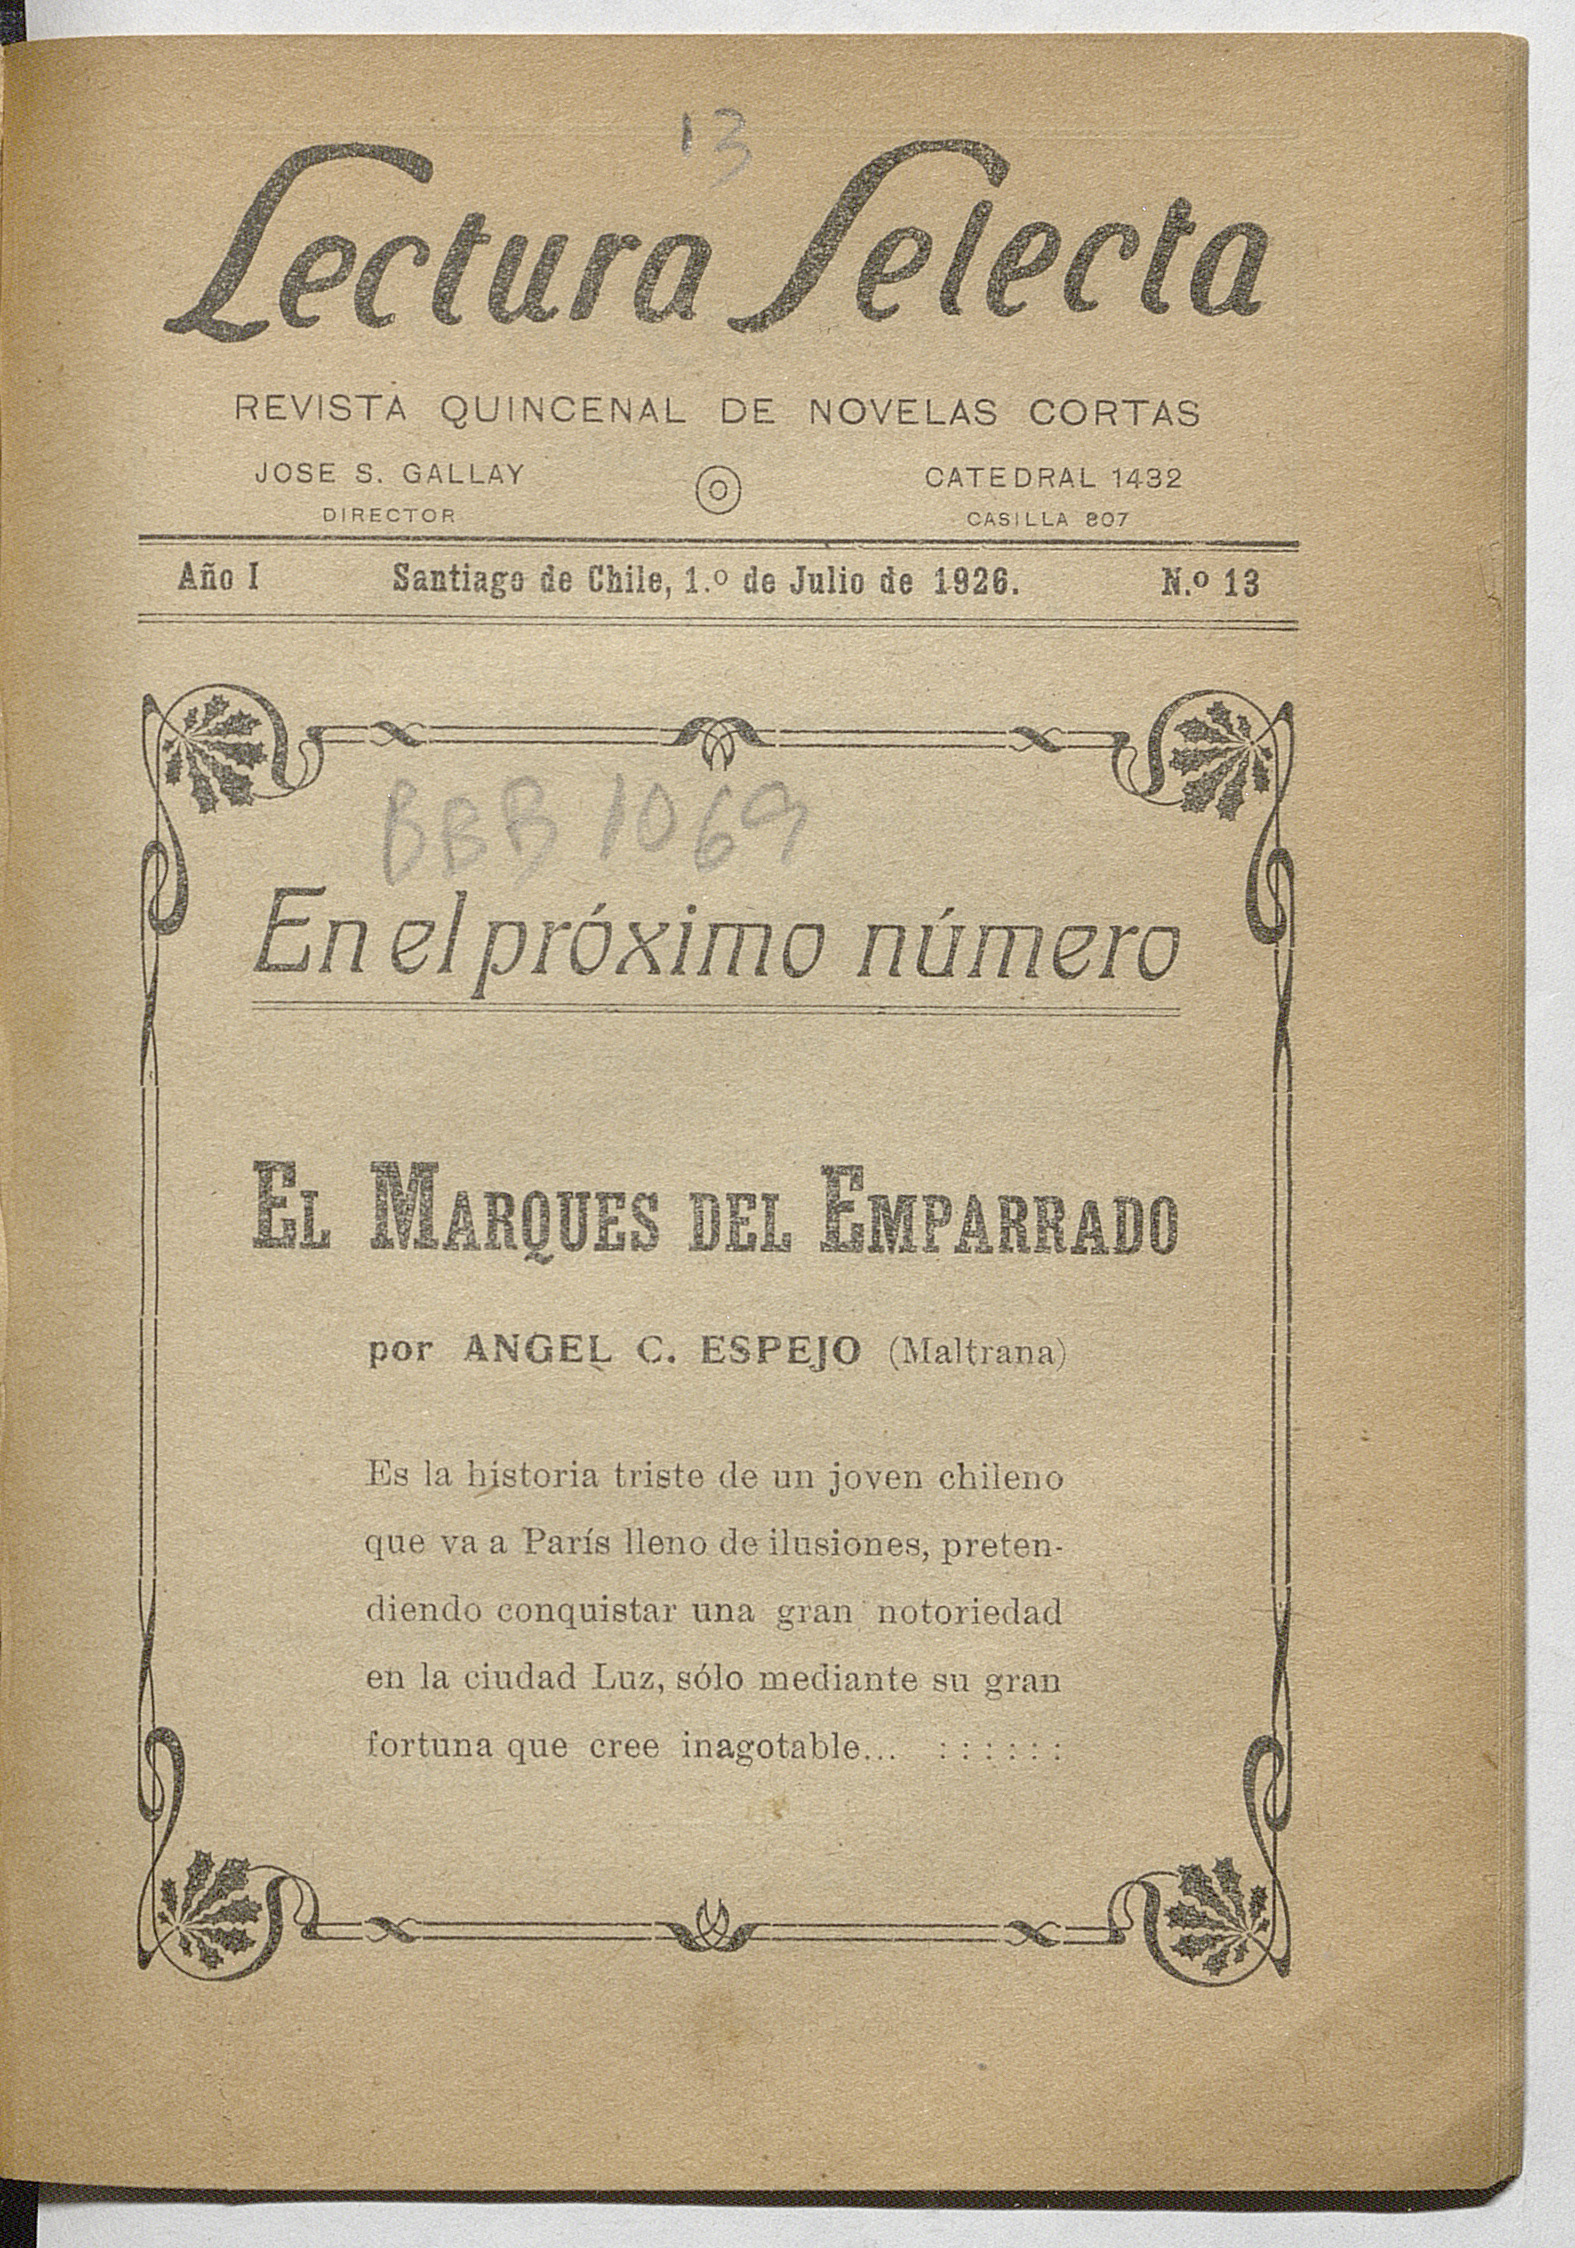 13
Lectura Selecta
REVISTA QUINCENAL DE NOVELAS CORTAS
JOSE S. GALLAY
DIRECTOR
CATEDRAL 1432
CASILLA 807
Año I Santiago de Chile, 1.º de Julio de 1926. N.º 13
BBB 1069
En el próximo número
EL MARQUES DEL EMPARRADO
por ANGEL C. ESPEJO (Maltrana)
Es la historia triste de un joven chileno
que va a París lleno de ilusiones, preten-
diendo conquistar una gran notoriedad
en la ciudad Luz, sólo mediante su gran
fortuna que cree inagotable... : : : : : :